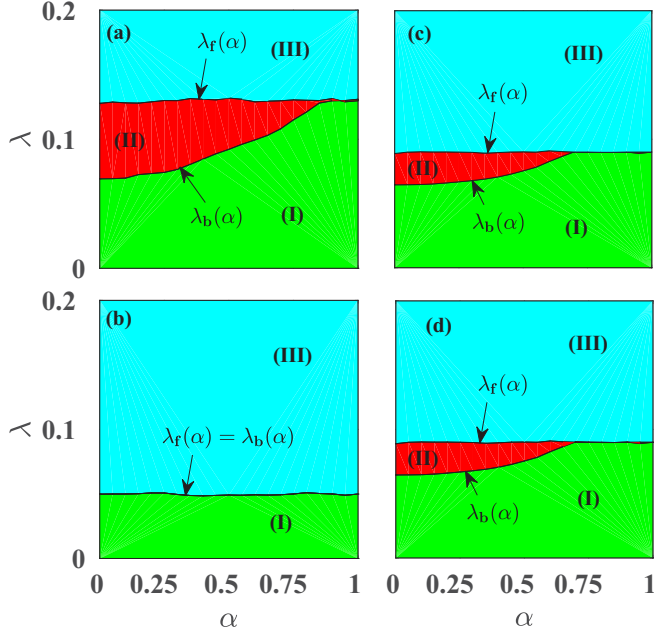 0.2
(a)
λf(α)
(III)
(c)
(III)
λf(α)
λ
0.1
(II)
(II)
λb(α)
(I)
λb(α)
(I)
0
0.2
(b)
(III)
(d)
(III)
λf(α)
λ
0.1
λf(α) = λb(α)
(II)
(I)
λb(α)
(I)
0
0 0.25 0.5 0.75 1
0 0.25 0.5 0.75 1
α
α